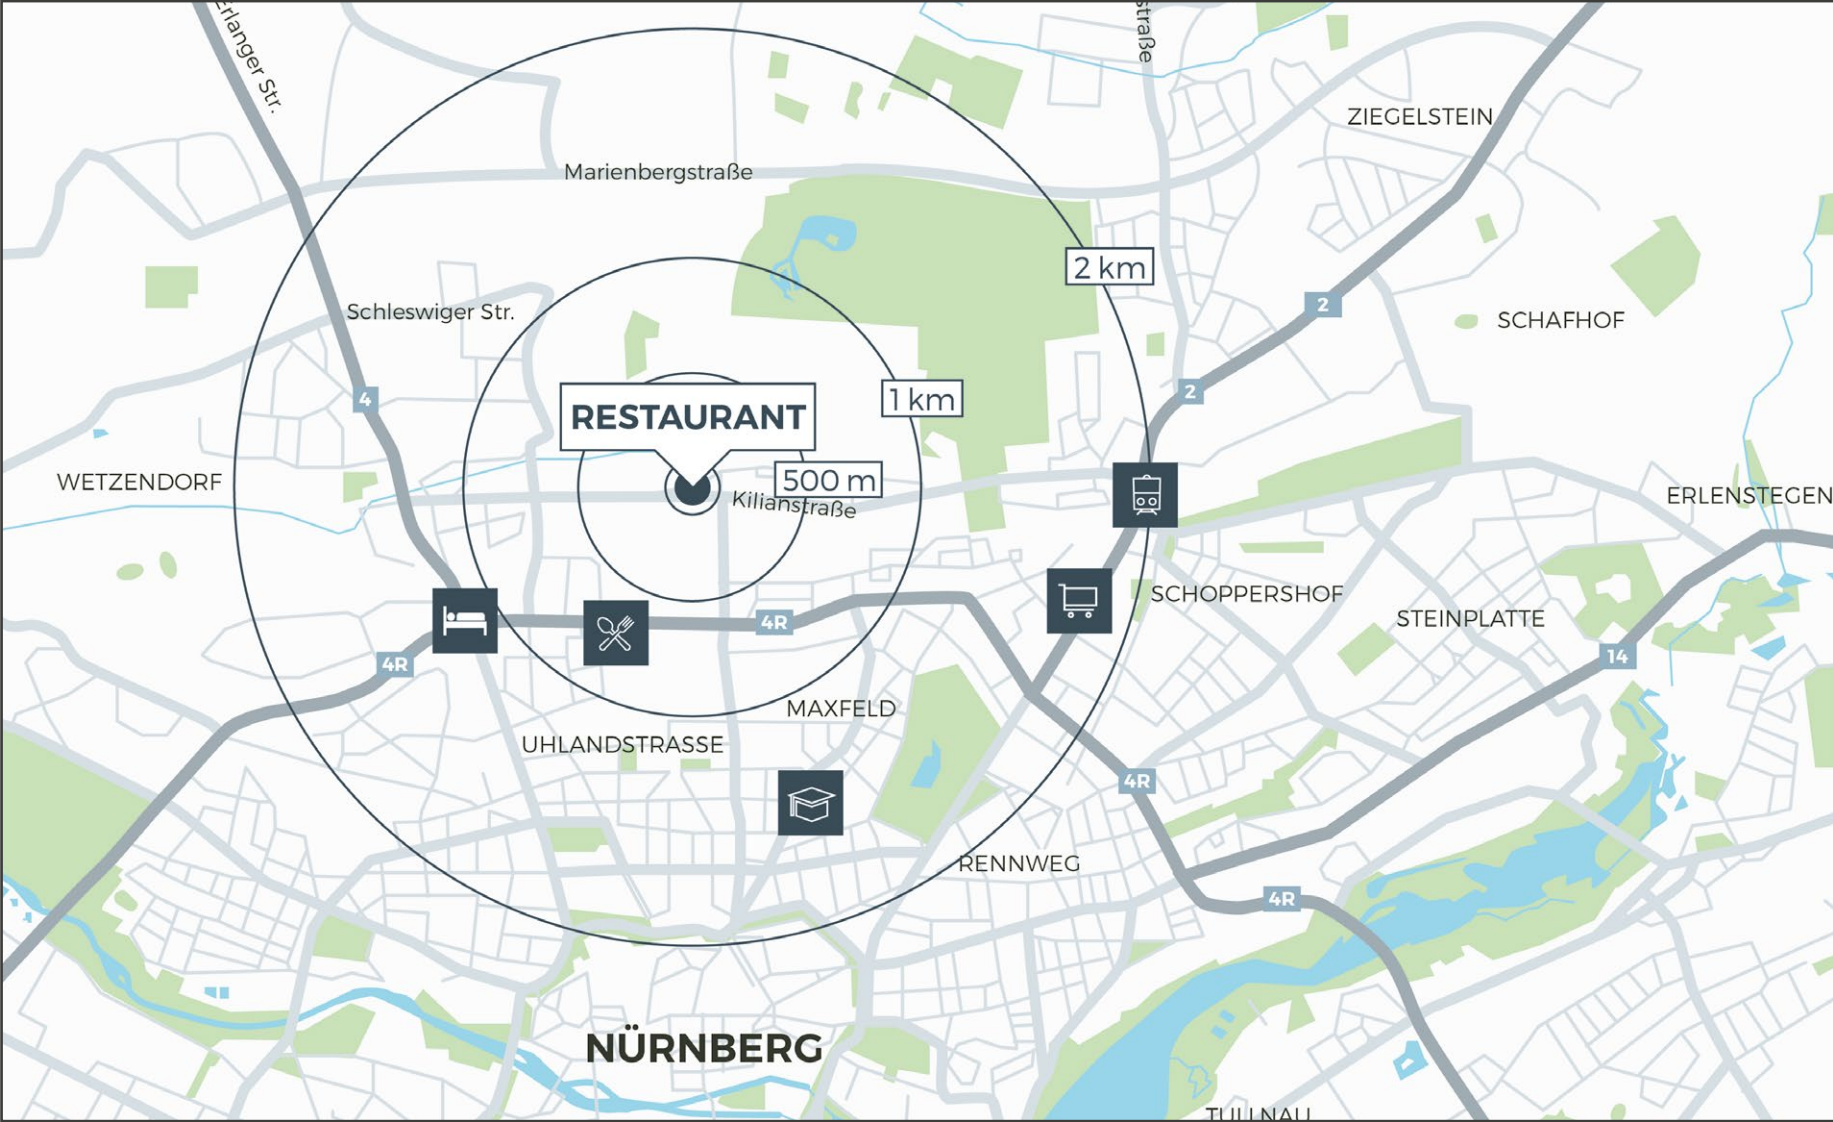 Erlanger Str.
straße
ZIEGELSTEIN
Marienbergstraße
2 km
2
Schleswiger Str.
SCHAFHOF
4
2
1 km
RESTAURANT
WETZENDORF
500 m
Kilianstraße
ERLENSTEGEN
SCHOPPERSHOF
STEINPLATTE
4R
4R
14
MAXFELD
UHLANDSTRASSE
4R
RENNWEG
4R
NÜRNBERG
TULLNAU